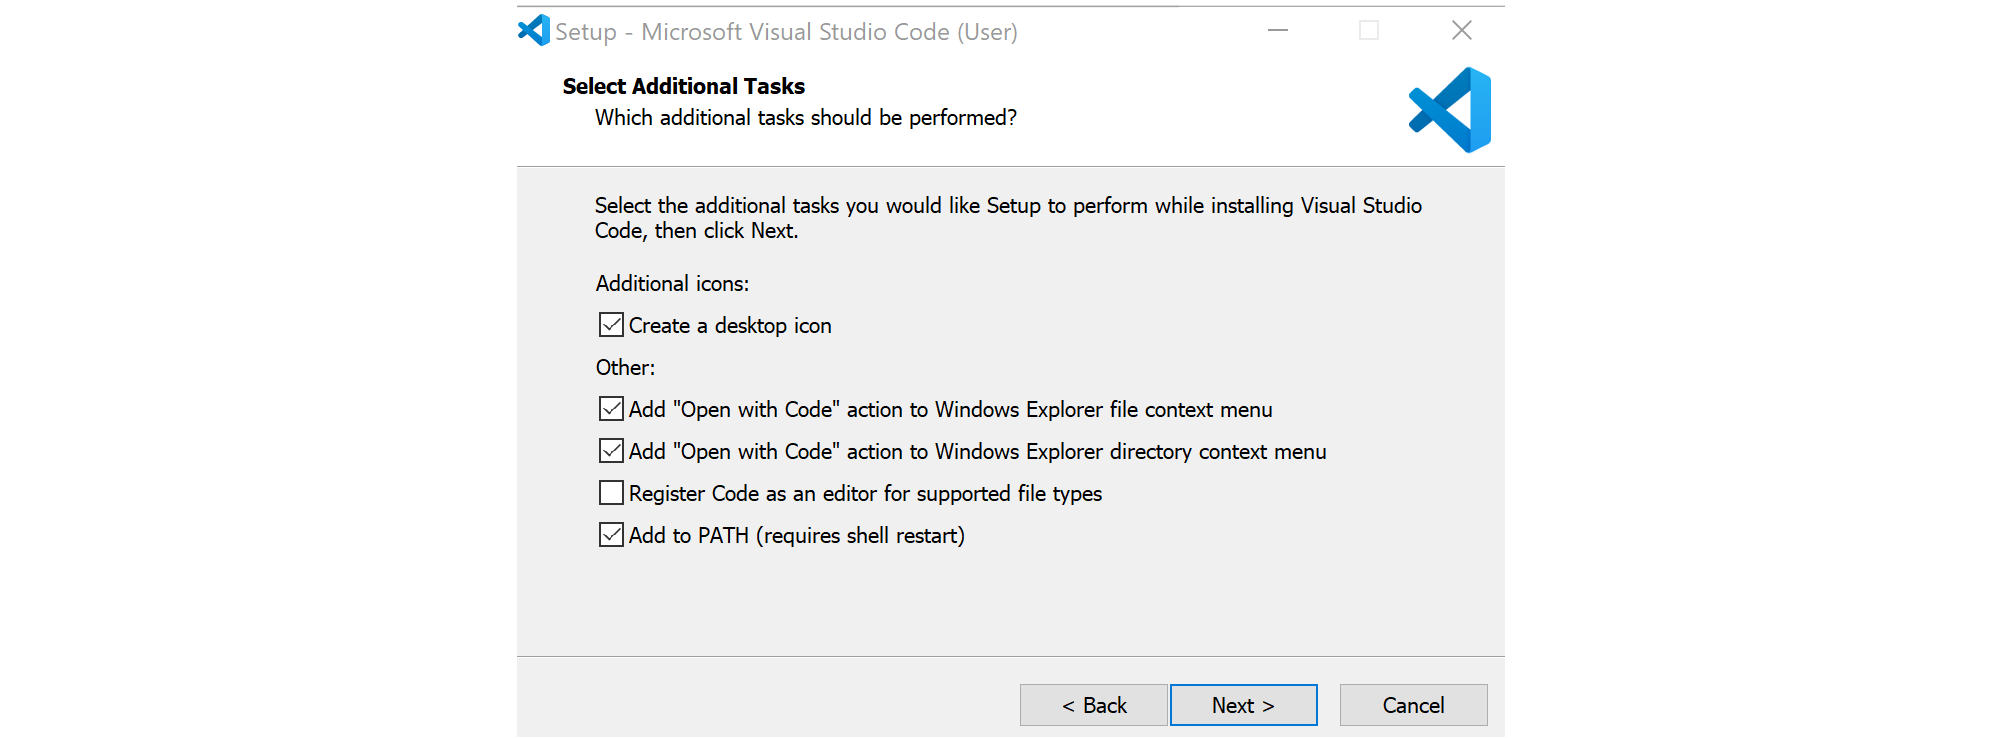 Setup - Microsoft Visual Studio Code (User)
Select Additional Tasks
Which additional tasks should be performed?
Select the additional tasks you would like Setup to perform while installing Visual Studio
Code, then click Next.
Additional icons:
Create a desktop icon
Other:
Add "Open with Code" action to Windows Explorer file context menu
Add "Open with Code" action to Windows Explorer directory context menu
Register Code as an editor for supported file types
Add to PATH (requires shell restart)
< Back Next > Cancel